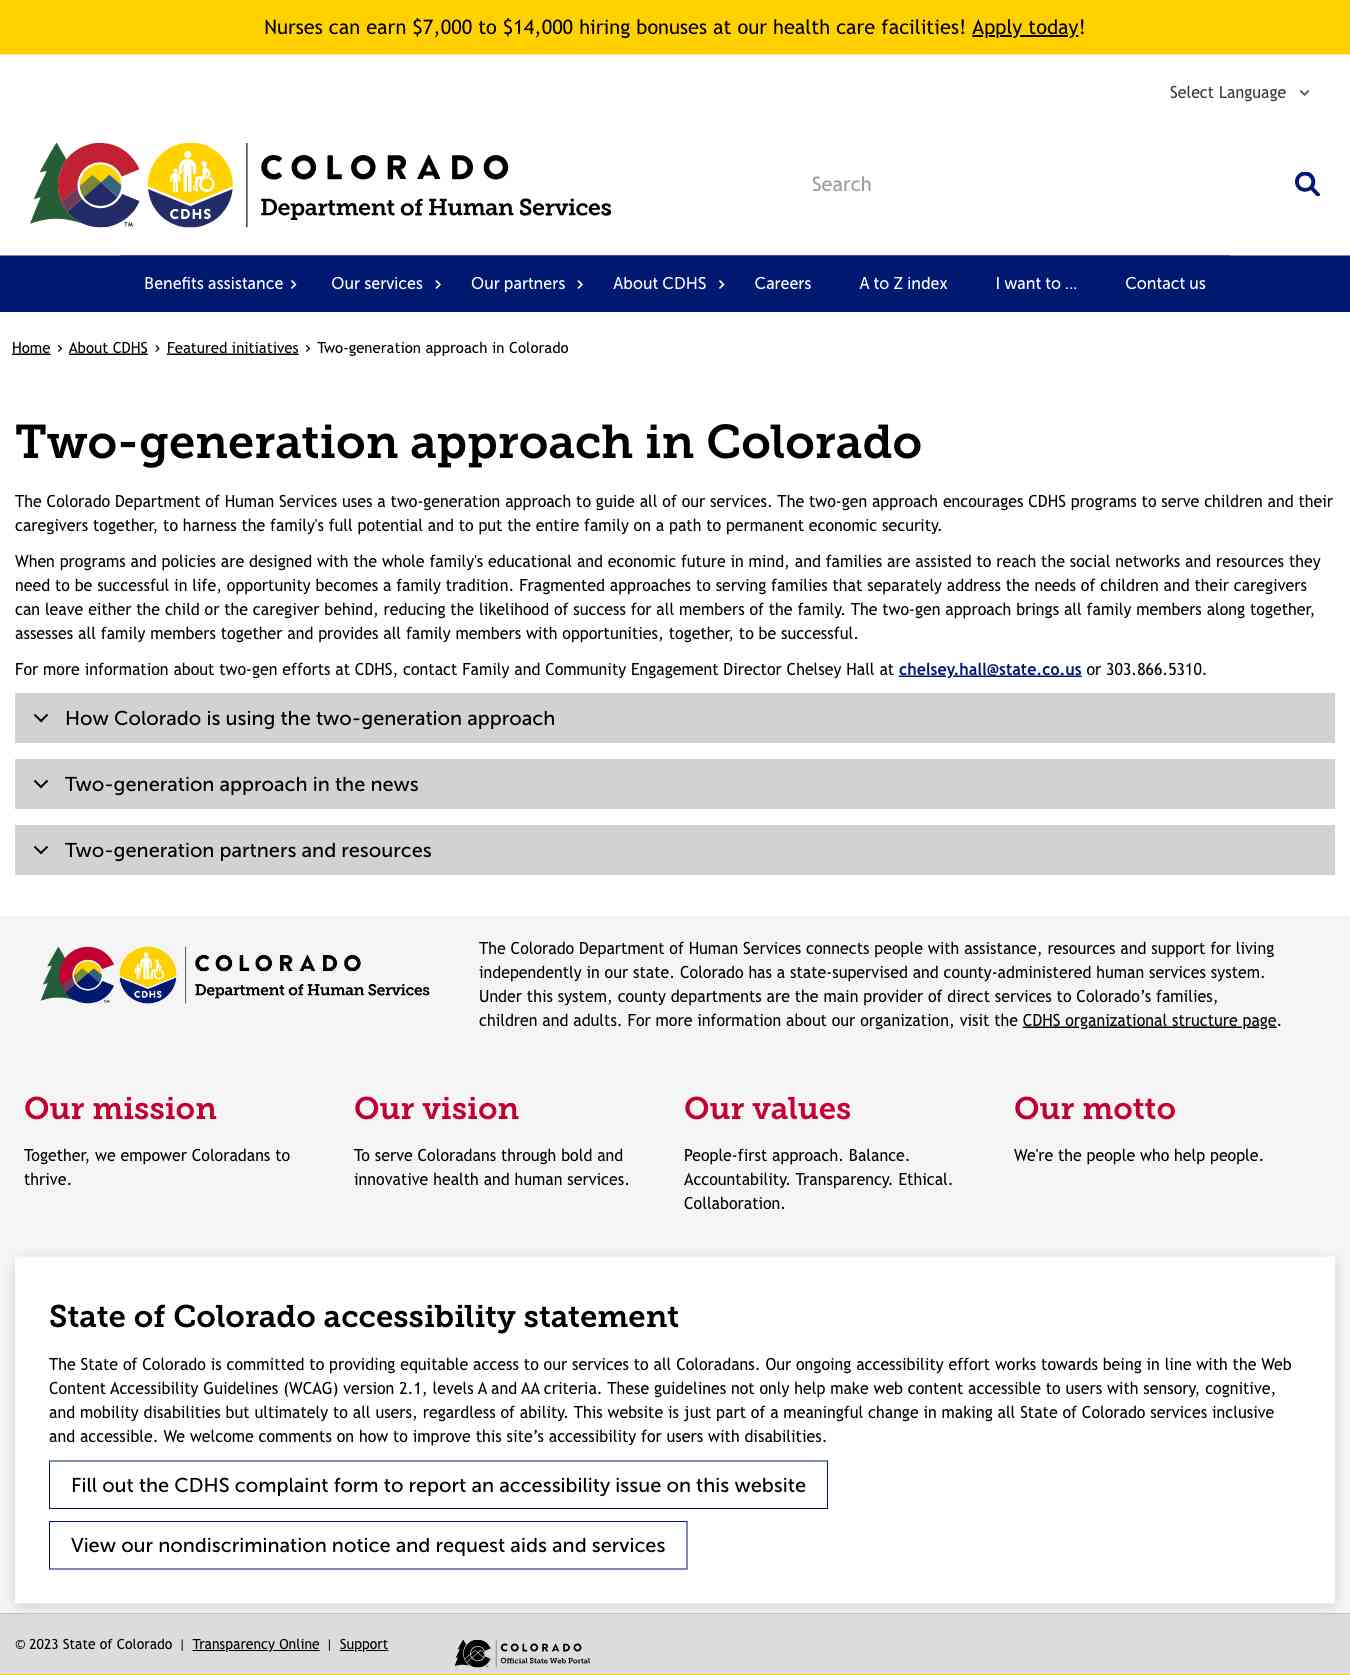 Nurses can earn $7,000 to $14,000 hiring bonuses at our health care facilities! Apply today!
Select Language
COLORADO
Department of Human Services
CDHS
TM
Search
Benefits assistance › Our services › Our partners › About CDHS › Careers A to Z index I want to ... Contact us
Home › About CDHS › Featured initiatives › Two-generation approach in Colorado
Two-generation approach in Colorado
The Colorado Department of Human Services uses a two-generation approach to guide all of our services. The two-gen approach encourages CDHS programs to serve children and their
caregivers together, to harness the family's full potential and to put the entire family on a path to permanent economic security.
When programs and policies are designed with the whole family's educational and economic future in mind, and families are assisted to reach the social networks and resources they
need to be successful in life, opportunity becomes a family tradition. Fragmented approaches to serving families that separately address the needs of children and their caregivers
can leave either the child or the caregiver behind, reducing the likelihood of success for all members of the family. The two-gen approach brings all family members along together,
assesses all family members together and provides all family members with opportunities, together, to be successful.
For more information about two-gen efforts at CDHS, contact Family and Community Engagement Director Chelsey Hall at chelsey.hall@state.co.us or 303.866.5310.
How Colorado is using the two-generation approach
Two-generation approach in the news
Two-generation partners and resources
COLORADO
Department of Human Services
CDHS
TM
The Colorado Department of Human Services connects people with assistance, resources and support for living
independently in our state. Colorado has a state-supervised and county-administered human services system.
Under this system, county departments are the main provider of direct services to Colorado’s families,
children and adults. For more information about our organization, visit the CDHS organizational structure page.
Our mission
Together, we empower Coloradans to
thrive.
Our vision
To serve Coloradans through bold and
innovative health and human services.
Our values
People-first approach. Balance.
Accountability. Transparency. Ethical.
Collaboration.
Our motto
We're the people who help people.
State of Colorado accessibility statement
The State of Colorado is committed to providing equitable access to our services to all Coloradans. Our ongoing accessibility effort works towards being in line with the Web
Content Accessibility Guidelines (WCAG) version 2.1, levels A and AA criteria. These guidelines not only help make web content accessible to users with sensory, cognitive,
and mobility disabilities but ultimately to all users, regardless of ability. This website is just part of a meaningful change in making all State of Colorado services inclusive
and accessible. We welcome comments on how to improve this site’s accessibility for users with disabilities.
Fill out the CDHS complaint form to report an accessibility issue on this website
View our nondiscrimination notice and request aids and services
© 2023 State of Colorado | Transparency Online | Support
COLORADO
Official State Web Portal